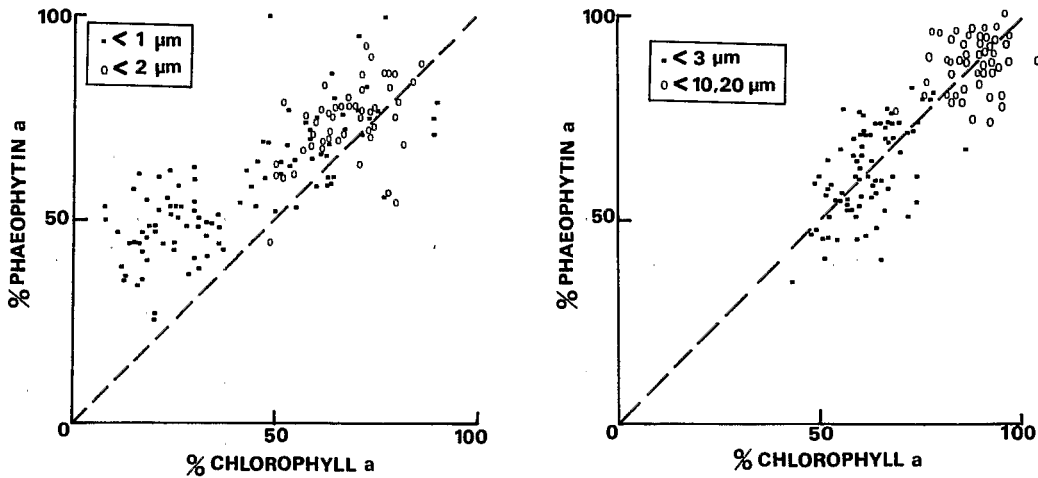 100
▪ < 1 µm
o < 2 µm
% PHAEOPHYTIN a
50
0
50
100
% CHLOROPHYLL a
100
▪ < 3 µm
o < 10,20 µm
% PHAEOPHYTIN a
50
0
50
100
% CHLOROPHYLL a